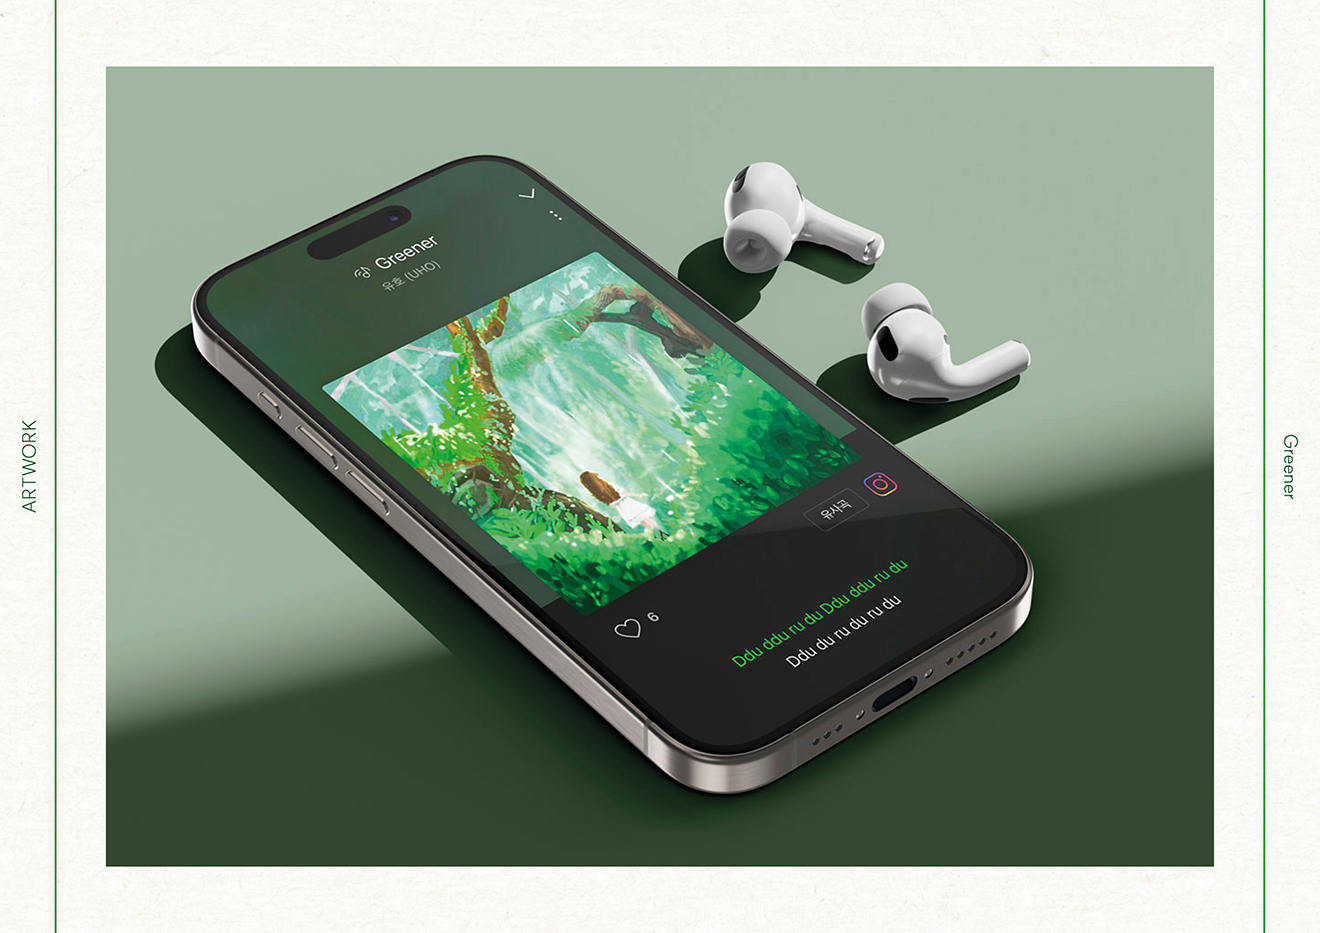 ARTWORK
Greener
유호 (UHO)
유사곡
6
Ddu ddu ru du Ddu ddu ru du
Ddu du ru du ru du
Greener